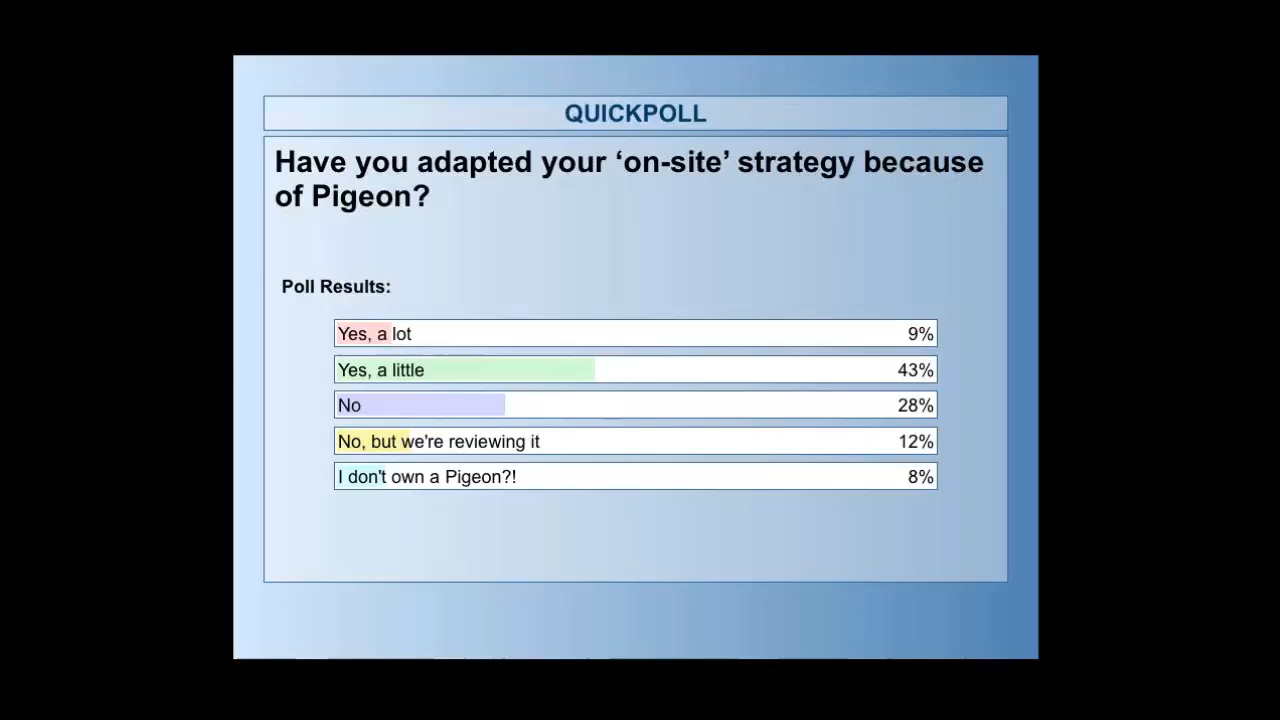 QUICKPOLL
Have you adapted your ‘on-site’ strategy because
of Pigeon?
Poll Results:
Yes, a lot 9%
Yes, a little 43%
No 28%
No, but we're reviewing it 12%
I don't own a Pigeon?! 8%